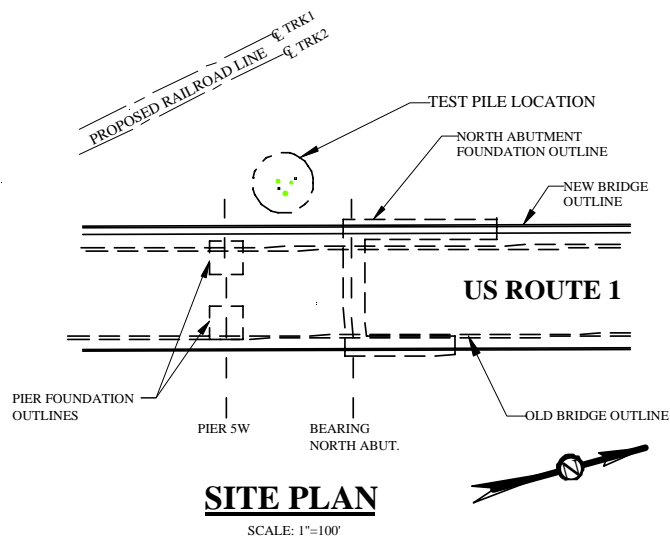 ℄ TRK1
℄ TRK2
PROPOSED RAILROAD LINE
TEST PILE LOCATION
NORTH ABUTMENT
FOUNDATION OUTLINE
NEW BRIDGE
OUTLINE
US ROUTE 1
PIER FOUNDATION
OUTLINES
OLD BRIDGE OUTLINE
PIER 5W
BEARING
NORTH ABUT.
N
SITE PLAN
SCALE: 1"=100'